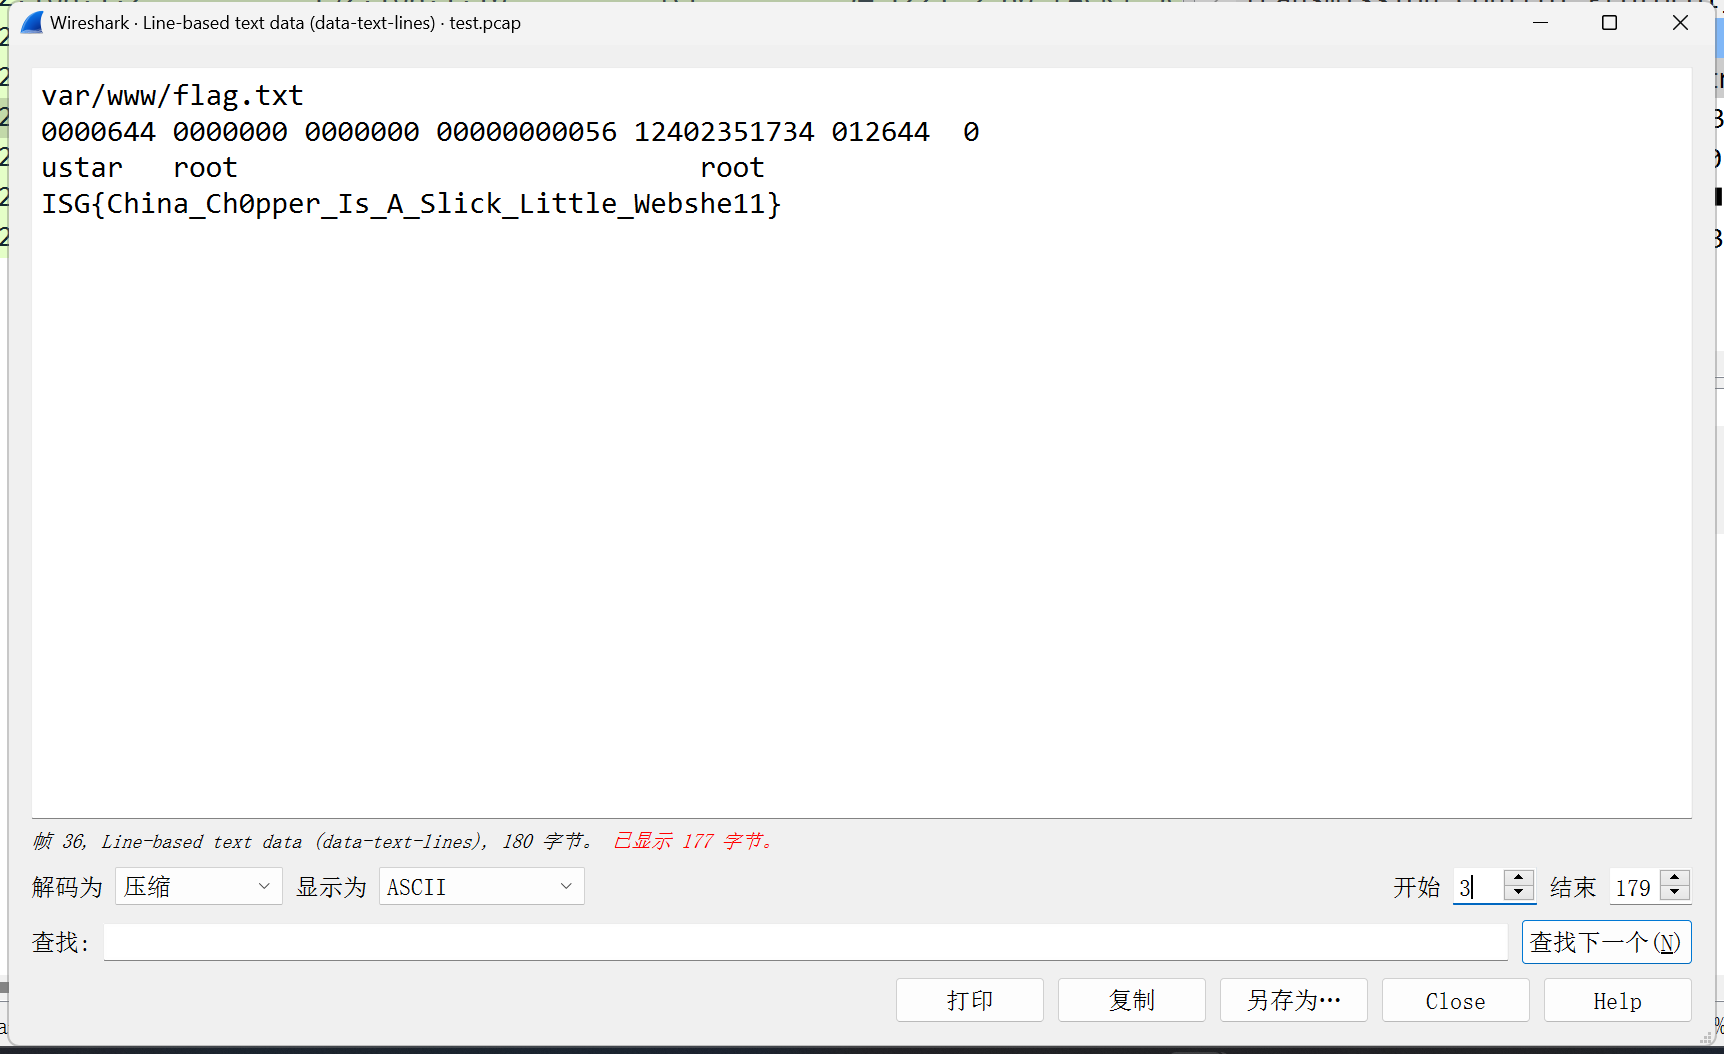 Wireshark · Line-based text data (data-text-lines) · test.pcap
var/www/flag.txt
0000644 0000000 0000000 00000000056 12402351734 012644  0
ustar   root                            root
ISG{China_Ch0pper_Is_A_Slick_Little_Webshe11}
帧 36, Line-based text data (data-text-lines), 180 字节。 已显示 177 字节。
解码为 压缩 显示为 ASCII 开始 3 结束 179
查找: 查找下一个(N)
打印 复制 另存为… Close Help